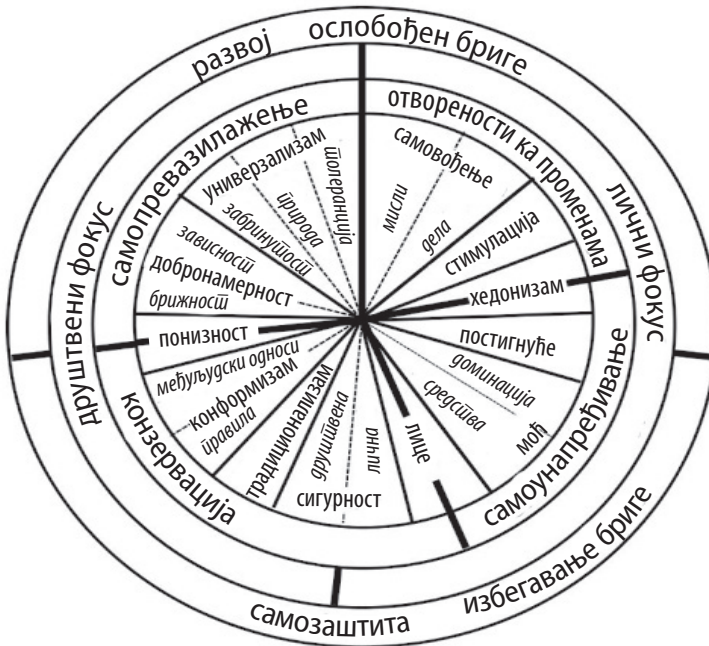 развој ослобођен бриге
друштвени фокус
лични фокус
самопревазилажење
отворености ка променама
универзализам
толеранција
природа
забринутост
самовођење
мисли
дела
стимулација
хедонизам
зависност
добронамерност
брижност
понизност
међуљудски односи
конформизам
правила
традиционализам
друштвена
лична
сигурност
лице
постигнуће
доминација
средства
моћ
конзервација
самоунапређивање
самозаштита
избегавање бриге